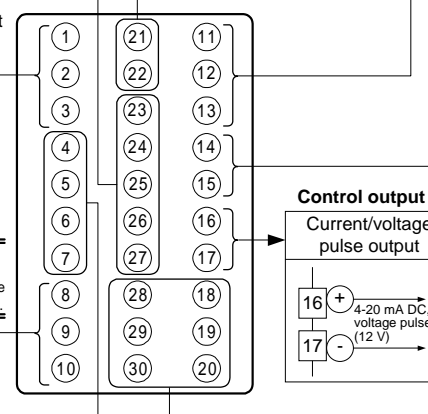 t
1 21 11
2 22 12
3 23 13
4 24 14
5 25 15
6 26 16
7 27 17
8 28 18
9 29 19
10 30 20
e
.
Control output
Current/voltage
pulse output
16 +
4-20 mA DC,
voltage pulse
(12 V)
17 -